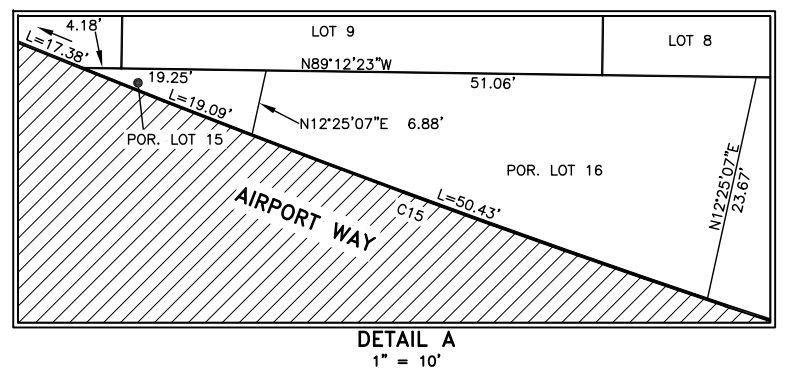 4.18'
LOT 9
LOT 8
L=17.38'
N89°12'23"W
19.25'
51.06'
L=19.09'
N12°25'07"E 6.88'
POR. LOT 15
POR. LOT 16
N12°25'07"E
23.67'
L=50.43'
C15
AIRPORT WAY
DETAIL A
1" = 10'